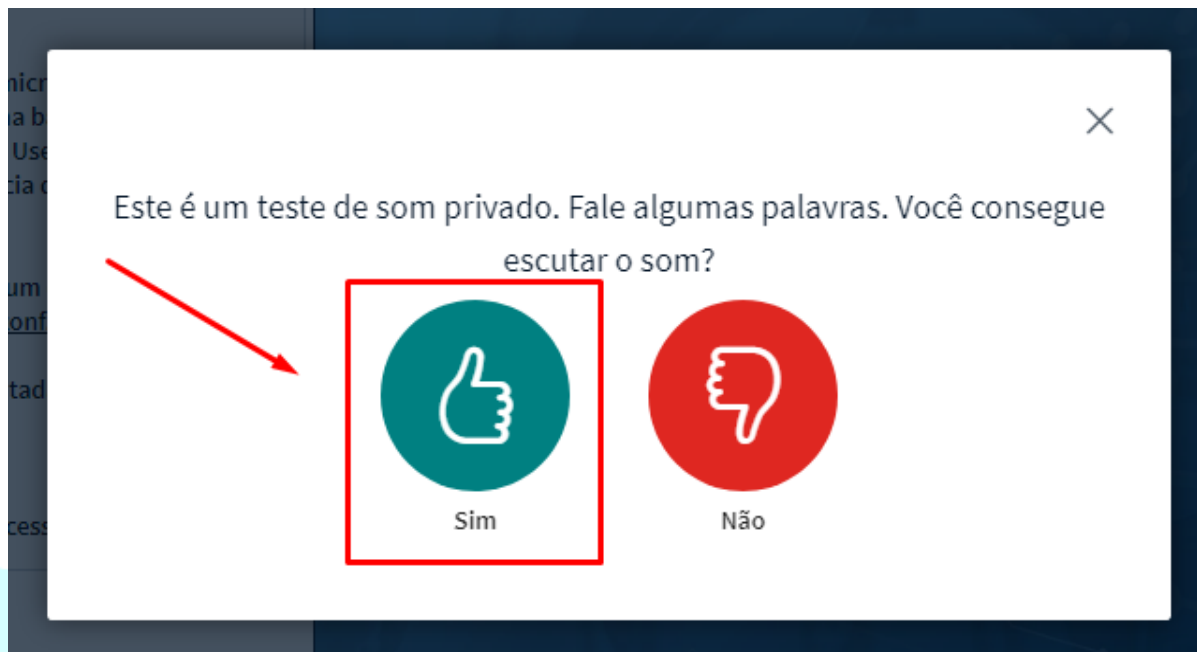 Este é um teste de som privado. Fale algumas palavras. Você consegue
escutar o som?
Sim
Não